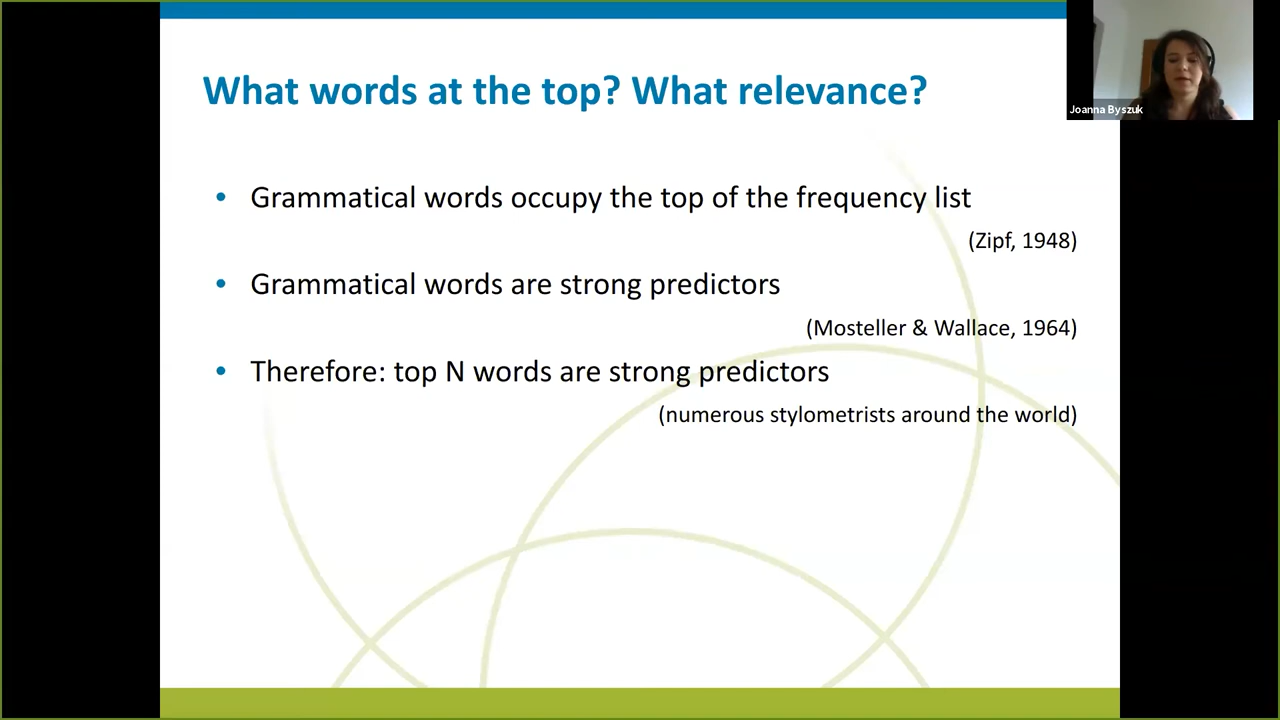 What words at the top? What relevance?
Joanna Byszuk
• Grammatical words occupy the top of the frequency list
(Zipf, 1948)
• Grammatical words are strong predictors
(Mosteller & Wallace, 1964)
• Therefore: top N words are strong predictors
(numerous stylometrists around the world)